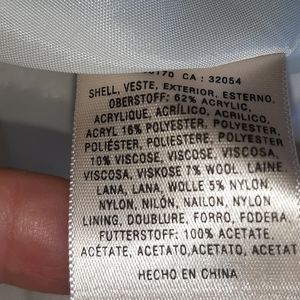 CA : 32054
SHELL, VESTE, EXTERIOR, ESTERNO.
OBERSTOFF: 62% ACRYLIC,
ACRYLIQUE, ACRÍLICO, ACRILICO,
ACRYL 16% POLYESTER, POLYESTER,
POLIÉSTER, POLIESTERE, POLYESTER
10% VISCOSE, VISCOSE, VISCOSA,
VISCOSA, VISKOSE 7% WOOL, LAINE,
LANA, LANA, WOLLE 5% NYLON,
NYLON, NILÓN, NAILON, NYLON
LINING, DOUBLURE, FORRO, FODERA,
FUTTERSTOFF: 100% ACETATE,
ACÉTATE, ACETATO, ACETATO, ACETAT
HECHO EN CHINA